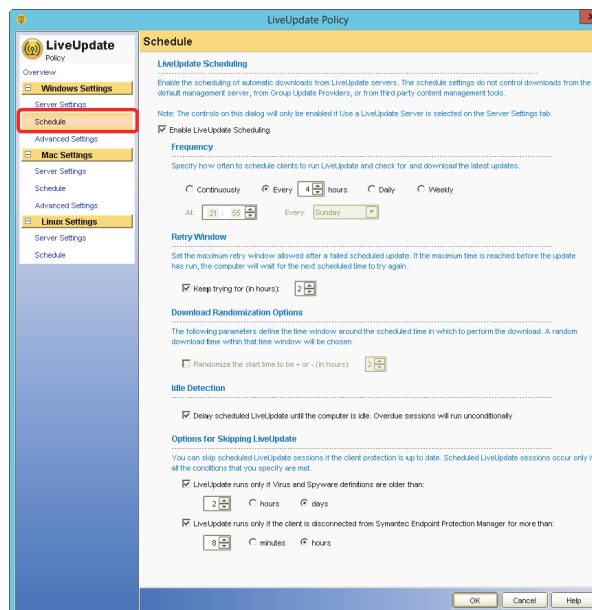 LiveUpdate Policy
LiveUpdate
Policy
Overview
Windows Settings
Server Settings
Schedule
Advanced Settings
Mac Settings
Server Settings
Schedule
Advanced Settings
Linux Settings
Server Settings
Schedule
Schedule
LiveUpdate Scheduling
Enable the scheduling of automatic downloads from LiveUpdate servers. The schedule settings do not control downloads from the
default management server, from Group Update Providers, or from third party content management tools.
Note: The controls on this dialog will only be enabled if Use a LiveUpdate Server is selected on the Server Settings tab.
Enable LiveUpdate Scheduling
Frequency
Specify how often to schedule clients to run LiveUpdate and check for and download the latest updates.
Continuously Every 4 hours Daily Weekly
At: 21 : 55 Every: Sunday
Retry Window
Set the maximum retry window allowed after a failed scheduled update. If the maximum time is reached before the update
has run, the computer will wait for the next scheduled time to try again.
Keep trying for (in hours): 2
Download Randomization Options
The following parameters define the time window around the scheduled time in which to perform the download. A random
download time within that time window will be chosen.
Randomize the start time to be + or - (in hours): 2
Idle Detection
Delay scheduled LiveUpdate until the computer is idle. Overdue sessions will run unconditionally
Options for Skipping LiveUpdate
You can skip scheduled LiveUpdate sessions if the client protection is up to date. Scheduled LiveUpdate sessions occur only if
all the conditions that you specify are met.
LiveUpdate runs only if Virus and Spyware definitions are older than:
2 hours days
LiveUpdate runs only if the client is disconnected from Symantec Endpoint Protection Manager for more than:
8 minutes hours
OK Cancel Help